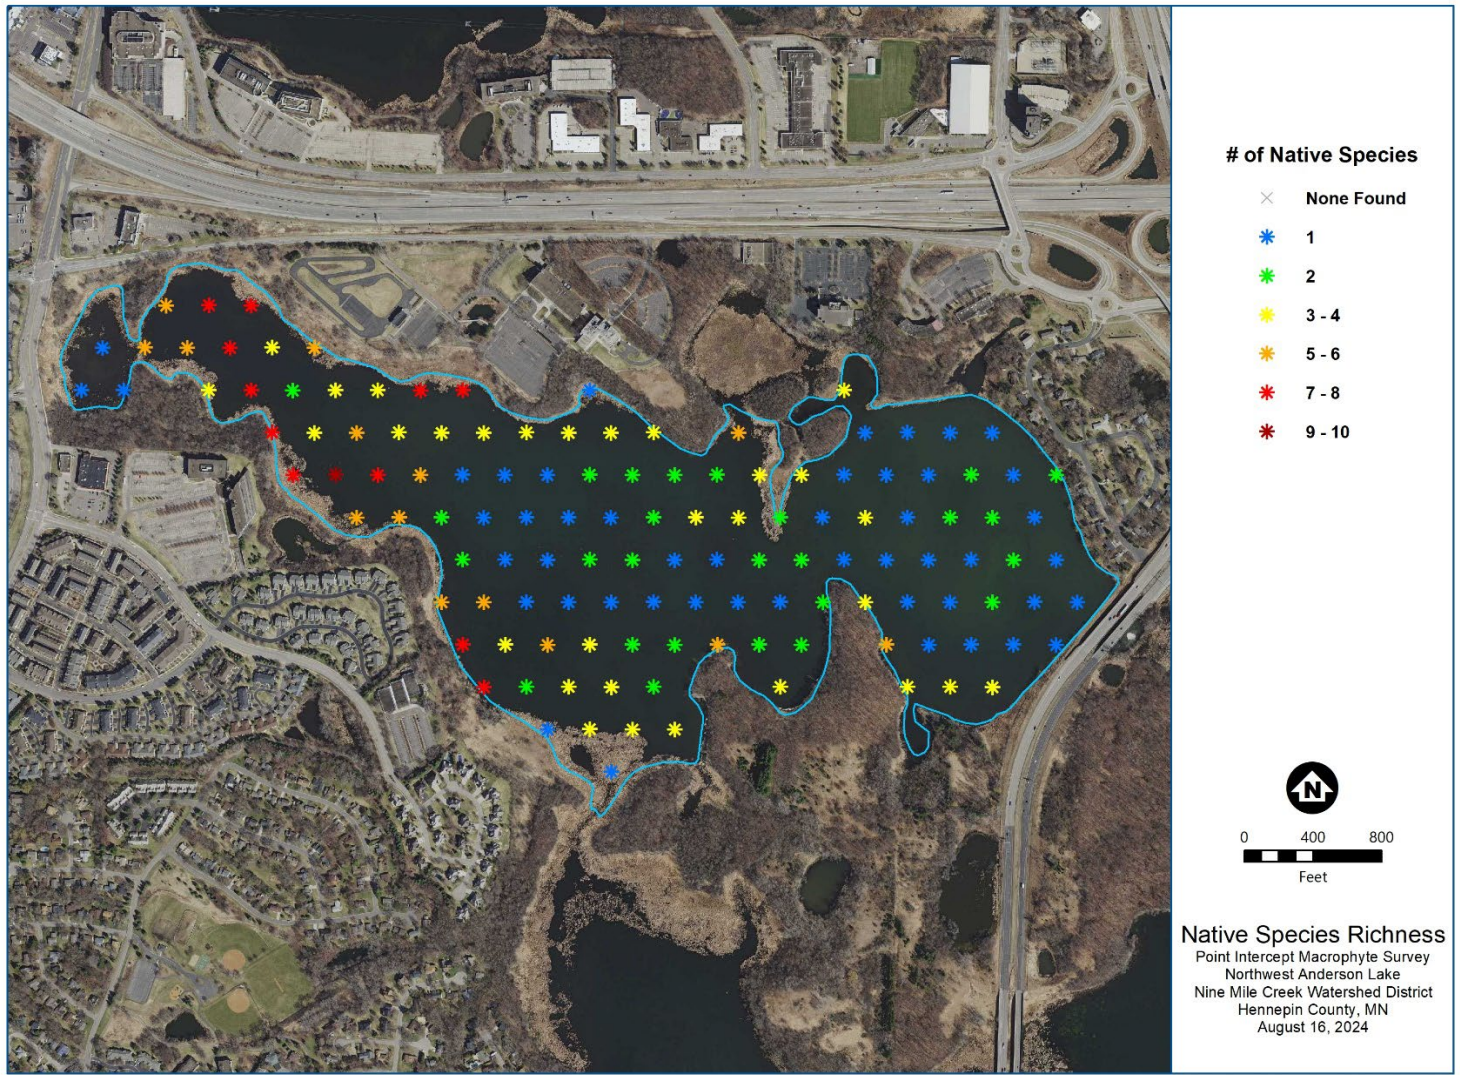 # of Native Species
None Found
1
2
3 - 4
5 - 6
7 - 8
9 - 10
N
0 400 800
Feet
Native Species Richness
Point Intercept Macrophyte Survey
Northwest Anderson Lake
Nine Mile Creek Watershed District
Hennepin County, MN
August 16, 2024